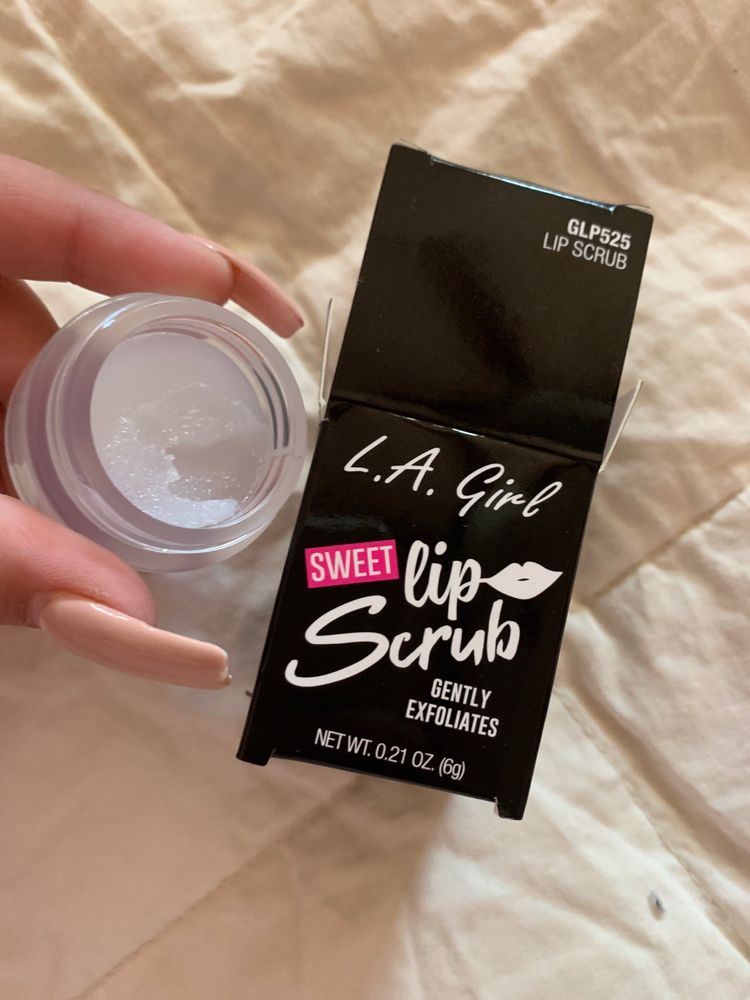 GLP525
LIP SCRUB
L.A. Girl
SWEET lip
Scrub
GENTLY
EXFOLIATES
NET WT. 0.21 OZ. (6g)